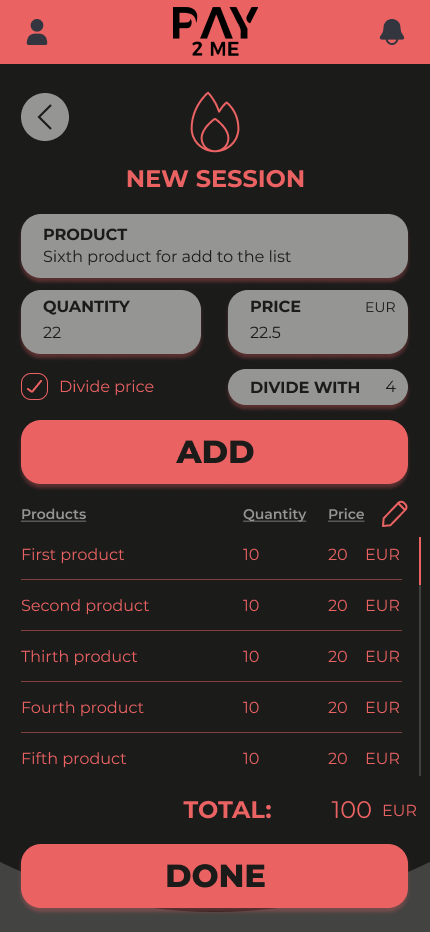 PAY
2 ME
NEW SESSION
PRODUCT
Sixth product for add to the list
QUANTITY
22
PRICE EUR
22.5
Divide price
DIVIDE WITH 4
ADD
Products Quantity Price
First product 10 20 EUR
Second product 10 20 EUR
Thirth product 10 20 EUR
Fourth product 10 20 EUR
Fifth product 10 20 EUR
TOTAL: 100 EUR
DONE